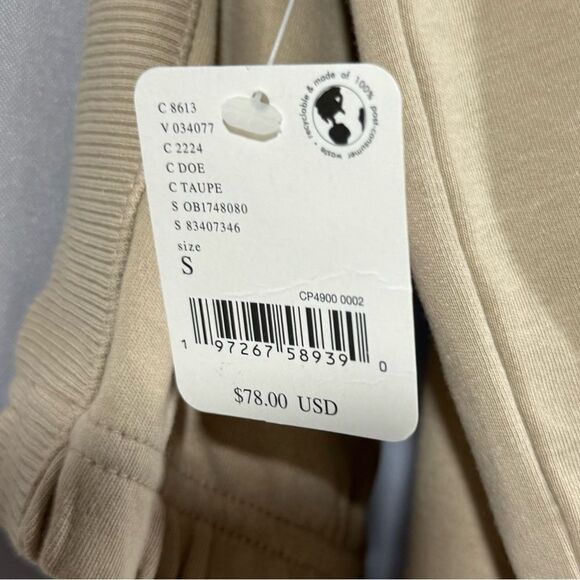 C 8613
V 034077
C 2224
C DOE
C TAUPE
S OB1748080
S 83407346
size
S
recyclable & made of 100% post-consumer waste •
CP4900 0002
1 97267 58939 0
$78.00 USD